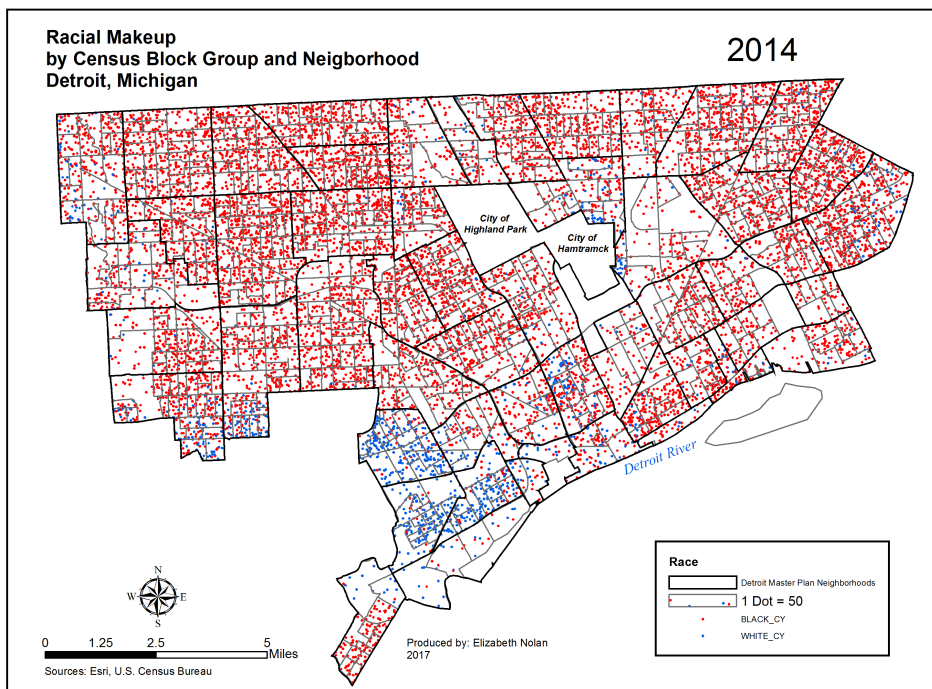 Racial Makeup
by Census Block Group and Neigborhood
Detroit, Michigan
2014
City of
Highland Park
City of
Hamtramck
Detroit River
Race
Detroit Master Plan Neighborhoods
1 Dot = 50
BLACK_CY
WHITE_CY
N
W E
S
0 1.25 2.5 5
Miles
Sources: Esri, U.S. Census Bureau
Produced by: Elizabeth Nolan
2017